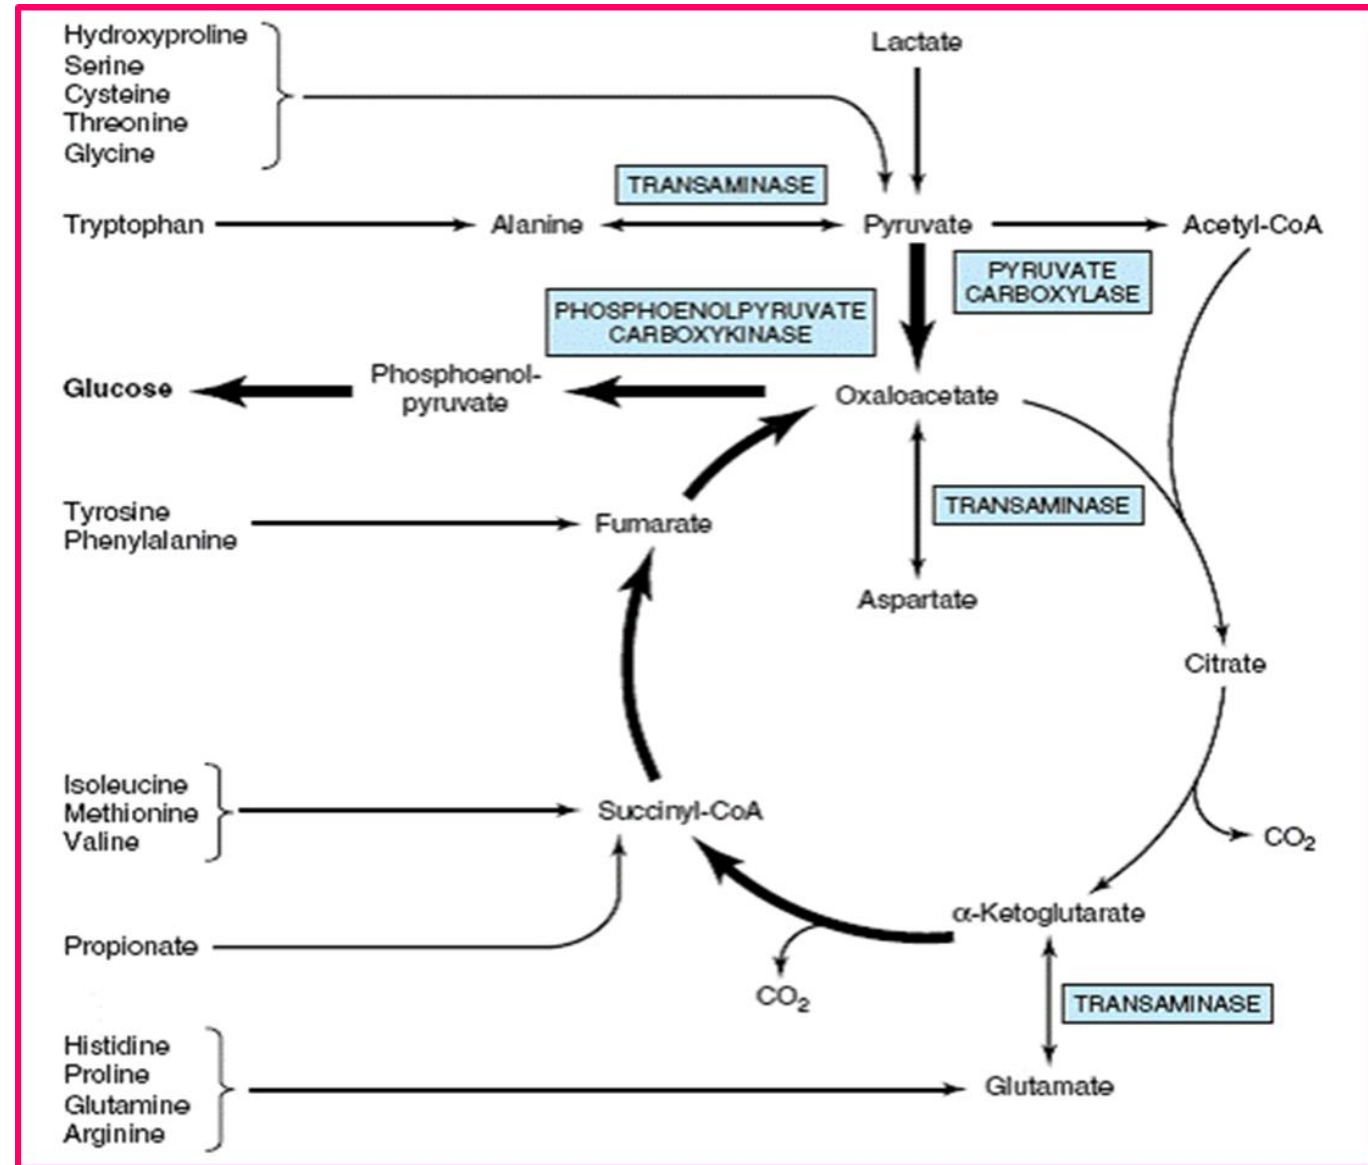 Hydroxyproline
Serine
Cysteine
Threonine
Glycine
Lactate
TRANSAMINASE
Tryptophan
Alanine
Pyruvate
Acetyl-CoA
PYRUVATE
CARBOXYLASE
PHOSPHOENOLPYRUVATE
CARBOXYKINASE
Glucose
Phosphoenol-
pyruvate
Oxaloacetate
Tyrosine
Phenylalanine
Fumarate
TRANSAMINASE
Aspartate
Citrate
Isoleucine
Methionine
Valine
Succinyl-CoA
CO₂
Propionate
α-Ketoglutarate
CO₂
TRANSAMINASE
Histidine
Proline
Glutamine
Arginine
Glutamate